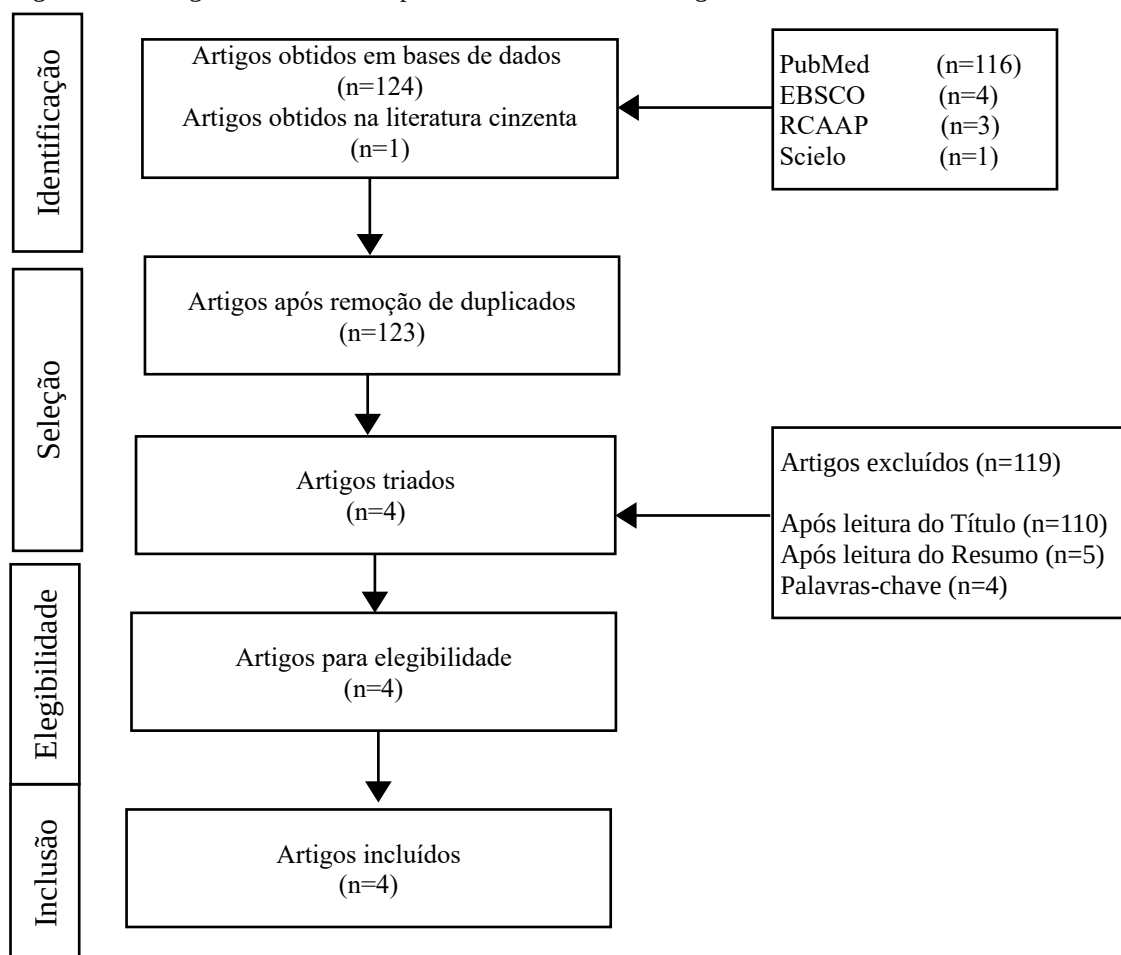 Identificação
Artigos obtidos em bases de dados
(n=124)
Artigos obtidos na literatura cinzenta
(n=1)
PubMed (n=116)
EBSCO (n=4)
RCAAP (n=3)
Scielo (n=1)
Seleção
Artigos após remoção de duplicados
(n=123)
Artigos triados
(n=4)
Artigos excluídos (n=119)
Após leitura do Título (n=110)
Após leitura do Resumo (n=5)
Palavras-chave (n=4)
Elegibilidade
Artigos para elegibilidade
(n=4)
Inclusão
Artigos incluídos
(n=4)